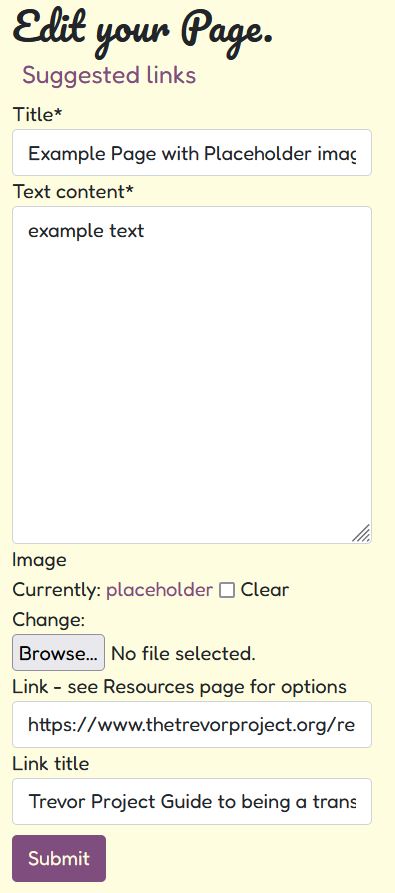 Edit your Page.
Suggested links
Title*
Example Page with Placeholder imag
Text content*
example text
Image
Currently: placeholder Clear
Change:
Browse... No file selected.
Link - see Resources page for options
https://www.thetrevorproject.org/re
Link title
Trevor Project Guide to being a trans
Submit